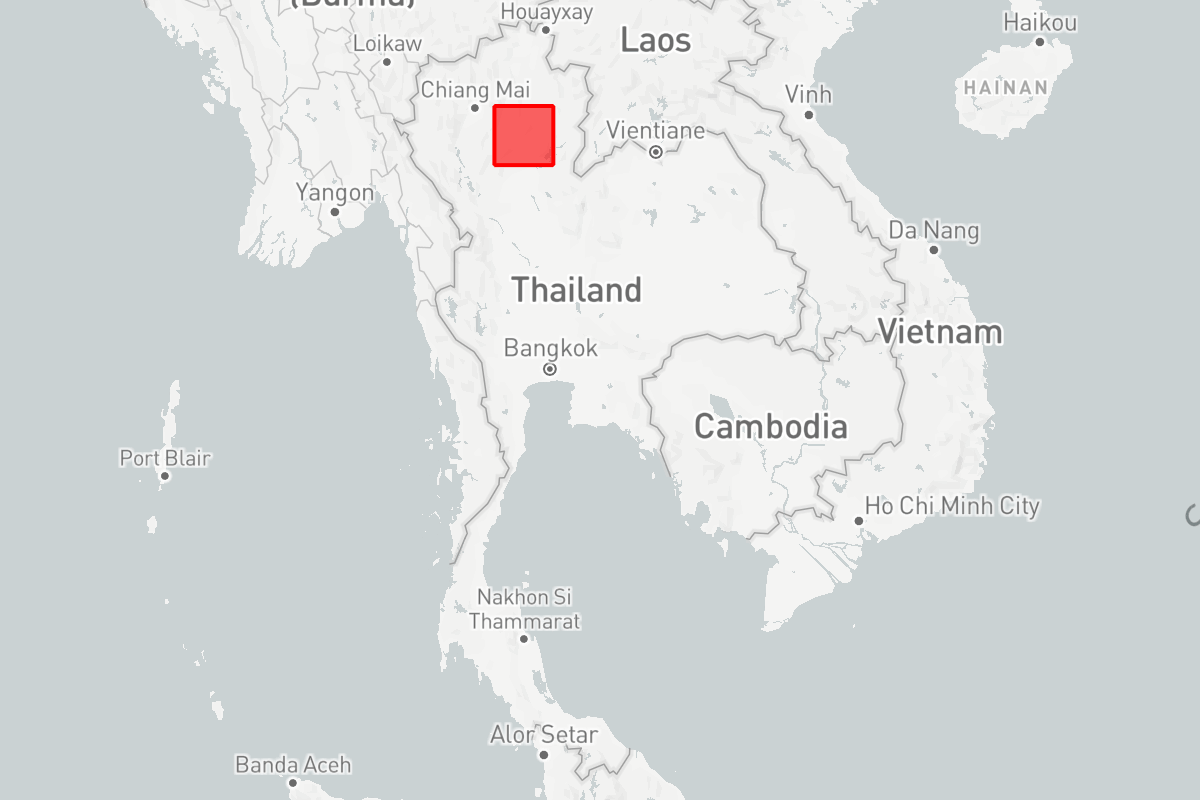 (Burma)
Houayxay
Haikou
Loikaw
Laos
Chiang Mai
HAINAN
Vinh
Vientiane
Yangon
Da Nang
Thailand
Vietnam
Bangkok
Cambodia
Port Blair
Ho Chi Minh City
Nakhon Si
Thammarat
Alor Setar
Banda Aceh